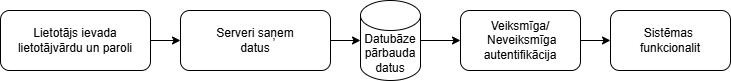 Lietotājs ievada
lietotājvārdu un paroli
Serveri saņem
datus
Datubāze
pārbauda
datus
Veiksmīga/
Neveiksmīga
autentifikācija
Sistēmas
funkcionalit